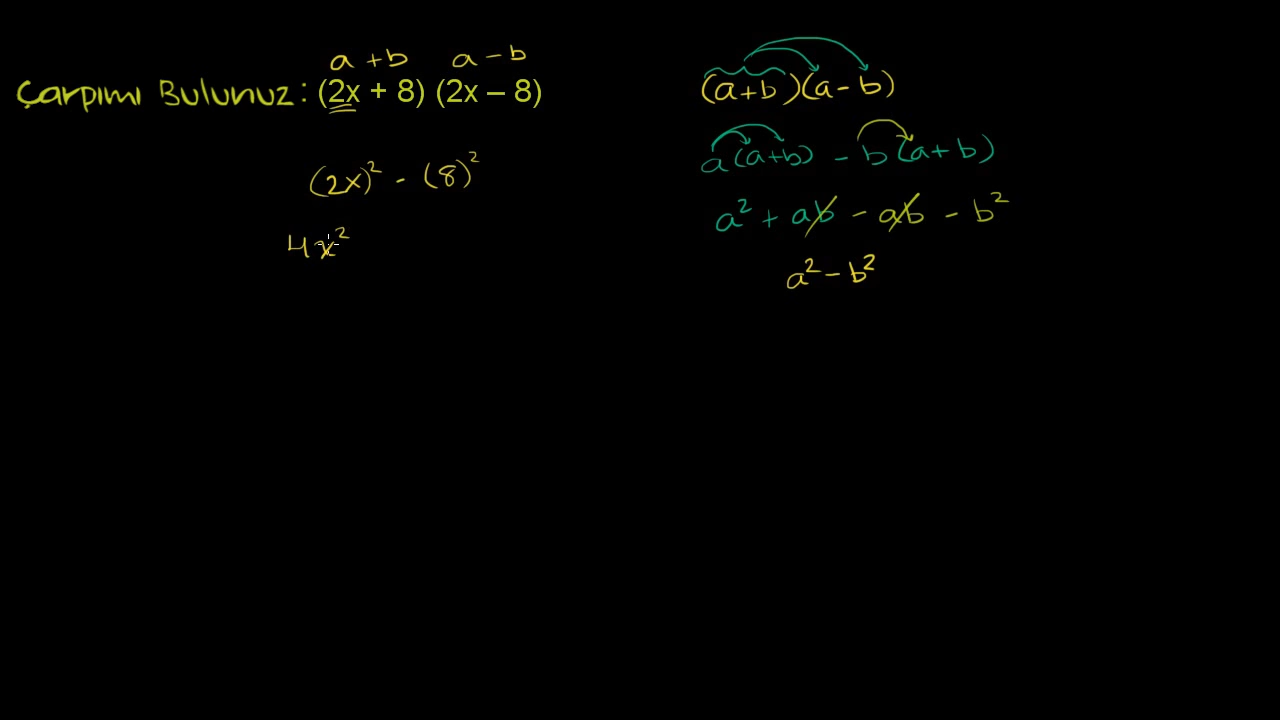 a + b a - b
Çarpımı Bulunuz: (2x + 8) (2x – 8)
(2x)² - (8)²
4x²
(a+b)(a-b)
a(a+b) - b(a+b)
a² + ab - ab - b²
a² - b²